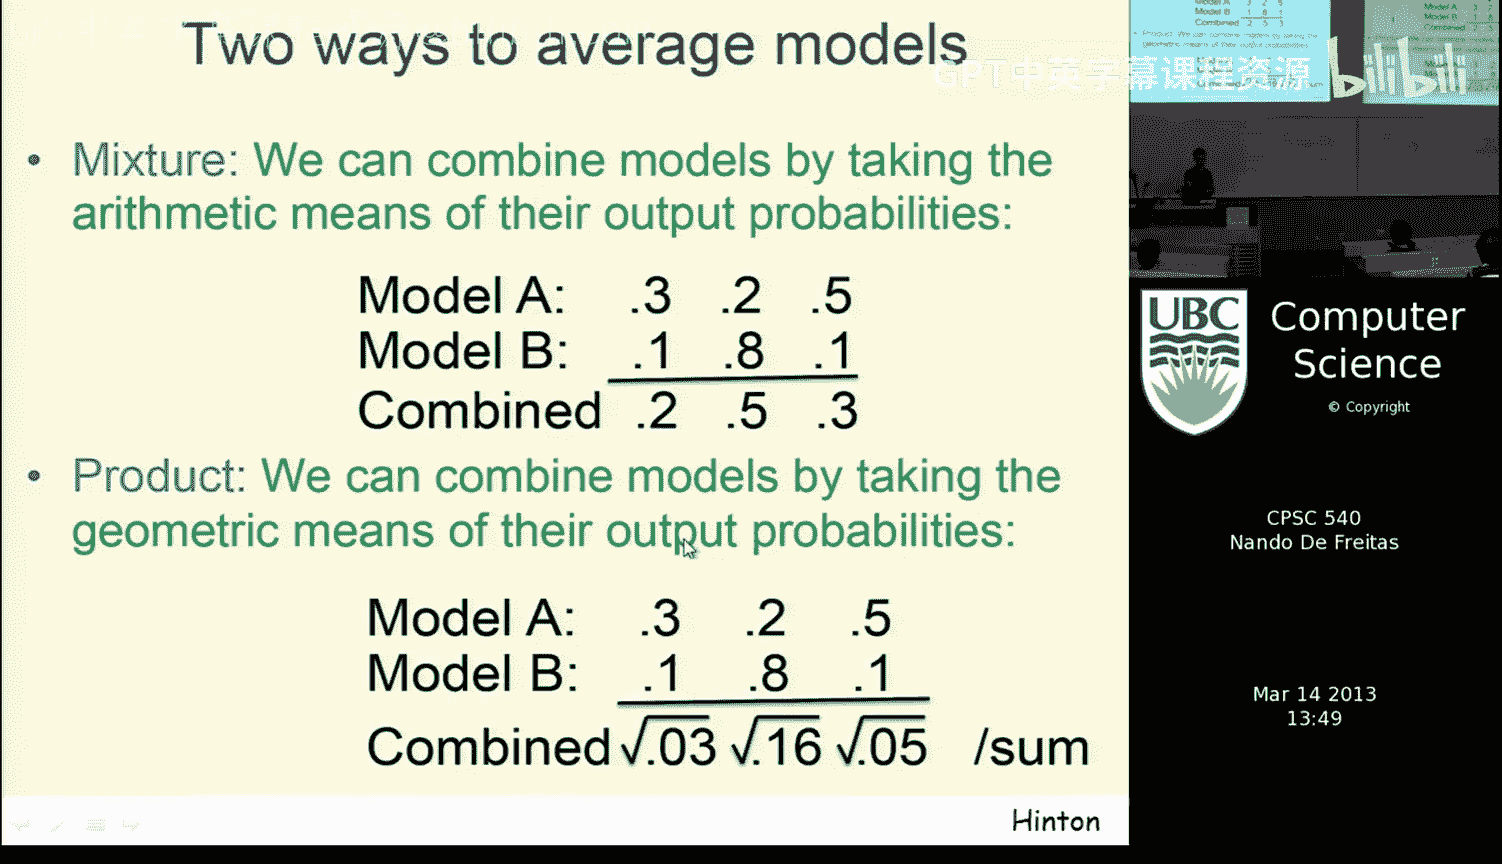 Two ways to average models
GPT中英字幕课程资源
bilibili
• Mixture: We can combine models by taking the
arithmetic means of their output probabilities:
Model A: .3 .2 .5
Model B: .1 .8 .1
Combined .2 .5 .3
• Product: We can combine models by taking the
geometric means of their output probabilities:
Model A: .3 .2 .5
Model B: .1 .8 .1
Combined √.03 √.16 √.05 /sum
Hinton
UBC
Computer
Science
© Copyright
CPSC 540
Nando De Freitas
Mar 14 2013
13:49